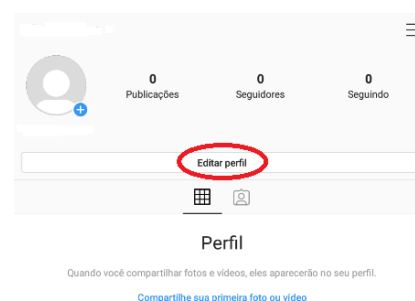 0 0 0
Publicações Seguidores Seguindo
Editar perfil
Perfil
Quando você compartilhar fotos e vídeos, eles aparecerão no seu perfil.
Compartilhe sua primeira foto ou vídeo